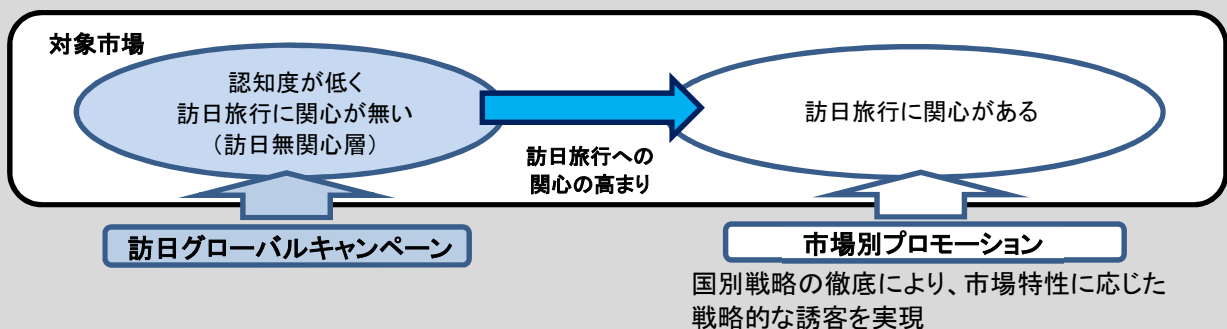 対象市場
認知度が低く
訪日旅行に関心が無い
（訪日無関心層）
訪日旅行への
関心の高まり
訪日旅行に関心がある
訪日グローバルキャンペーン
市場別プロモーション
国別戦略の徹底により、市場特性に応じた
戦略的な誘客を実現